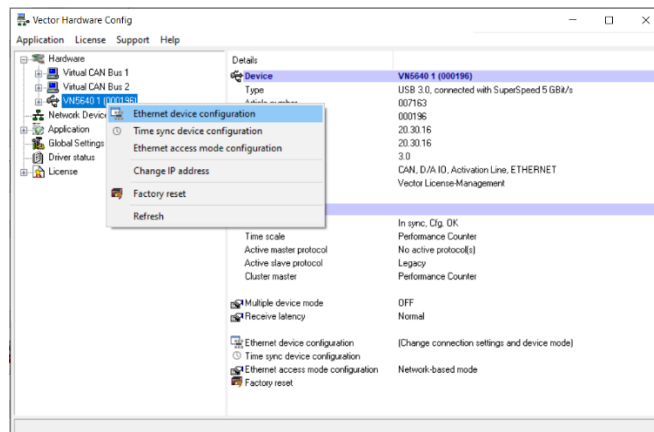 Vector Hardware Config
Application License Support Help
Hardware
Virtual CAN Bus 1
Virtual CAN Bus 2
VN5640 1 (000196)
Network Device
Application
Global Settings
Driver status
License
Ethernet device configuration
Time sync device configuration
Ethernet access mode configuration
Change IP address
Factory reset
Refresh
Details
Device VN5640 1 (000196)
Type USB 3.0, connected with SuperSpeed 5 GBit/s
Article number 007163
000196
20.30.16
20.30.16
3.0
CAN, D/A IO, Activation Line, ETHERNET
Vector License-Management
In sync, Cfg. OK
Time scale Performance Counter
Active master protocol No active protocol(s)
Active slave protocol Legacy
Cluster master Performance Counter
Multiple device mode OFF
Receive latency Normal
Ethernet device configuration (Change connection settings and device mode)
Time sync device configuration
Ethernet access mode configuration Network-based mode
Factory reset